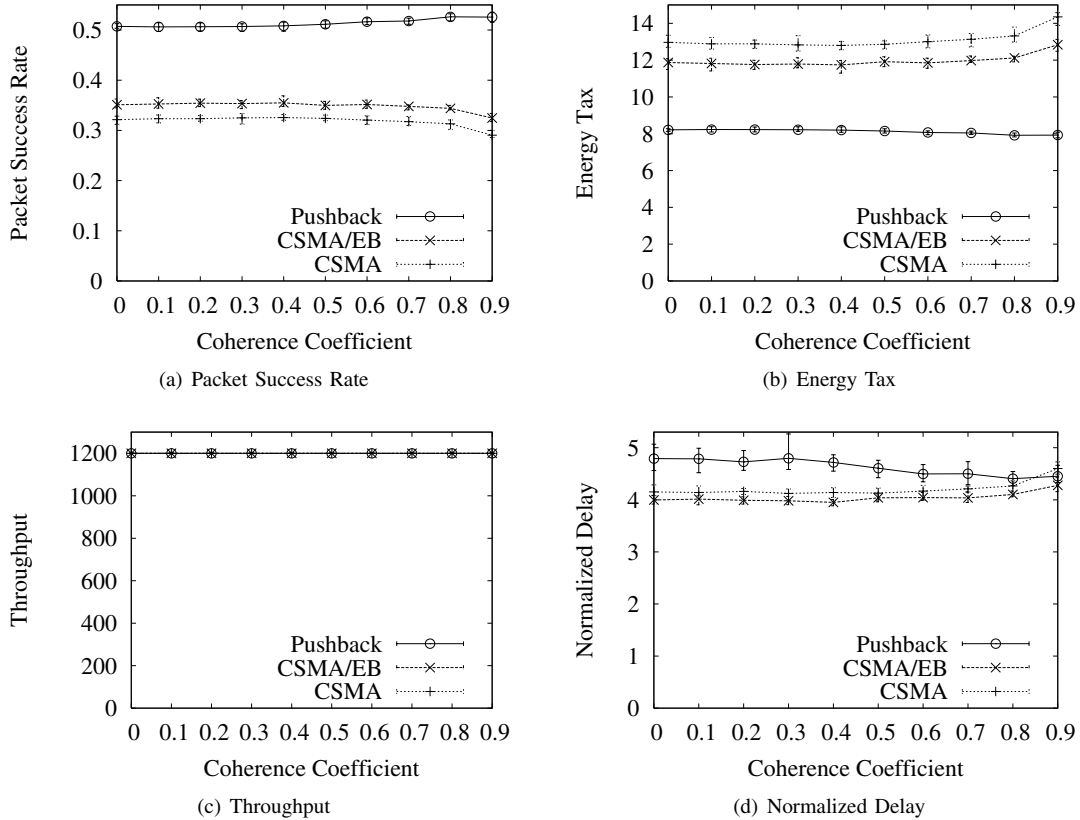 Packet Success Rate
0.5
0.4
0.3
0.2
0.1
0
Pushback
CSMA/EB
CSMA
0 0.1 0.2 0.3 0.4 0.5 0.6 0.7 0.8 0.9
Coherence Coefficient
(a) Packet Success Rate
Energy Tax
14
12
10
8
6
4
2
0
Pushback
CSMA/EB
CSMA
0 0.1 0.2 0.3 0.4 0.5 0.6 0.7 0.8 0.9
Coherence Coefficient
(b) Energy Tax
Throughput
1200
1000
800
600
400
200
0
Pushback
CSMA/EB
CSMA
0 0.1 0.2 0.3 0.4 0.5 0.6 0.7 0.8 0.9
Coherence Coefficient
(c) Throughput
Normalized Delay
5
4
3
2
1
0
Pushback
CSMA/EB
CSMA
0 0.1 0.2 0.3 0.4 0.5 0.6 0.7 0.8 0.9
Coherence Coefficient
(d) Normalized Delay